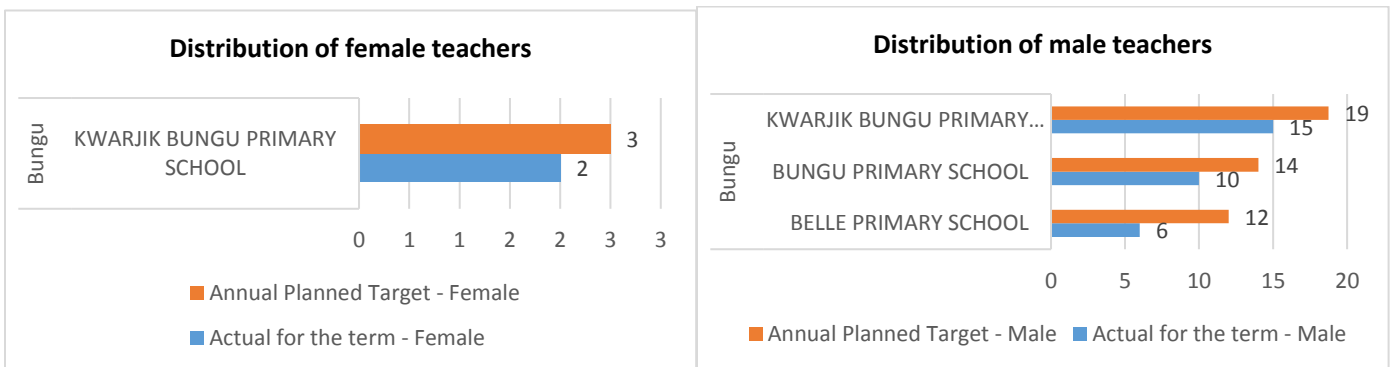 Distribution of female teachers
Bungu
KWARJIK BUNGU PRIMARY
SCHOOL
3
2
0 1 1 2 2 3 3
Annual Planned Target - Female
Actual for the term - Female
Distribution of male teachers
Bungu
KWARJIK BUNGU PRIMARY...
19
15
BUNGU PRIMARY SCHOOL
14
10
BELLE PRIMARY SCHOOL
12
6
0 5 10 15 20
Annual Planned Target - Male Actual for the term - Male